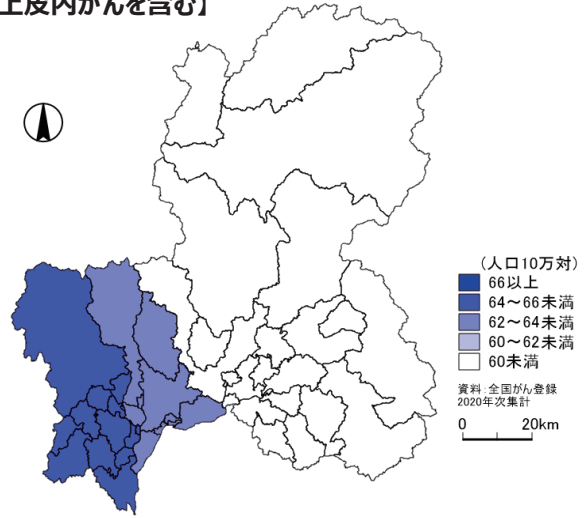 上皮内がんを含む】
(人口10万対)
66以上
64～66未満
62～64未満
60～62未満
60未満
資料:全国がん登録
2020年次集計
0 20km